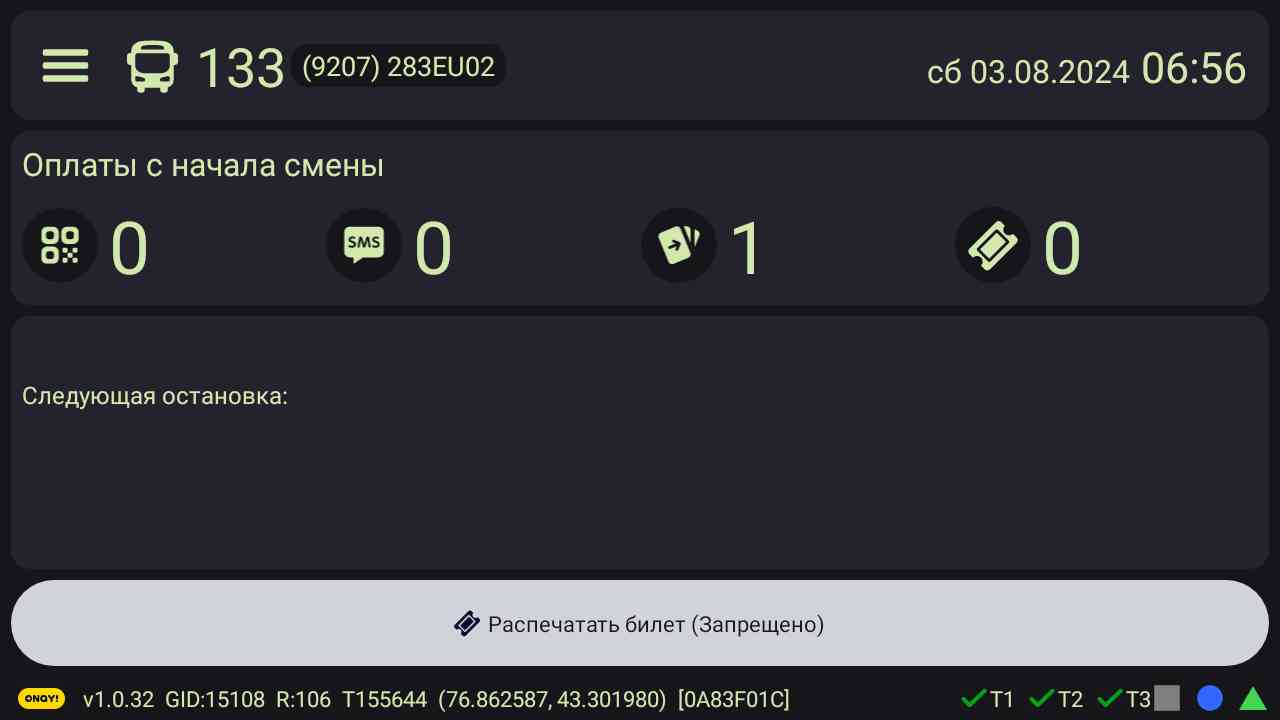 133 (9207) 283EU02 сб 03.08.2024 06:56
Оплаты с начала смены
0 SMS 0 1 0
Следующая остановка:
Распечатать билет (Запрещено)
ONAY! v1.0.32 GID:15108 R:106 T155644 (76.862587, 43.301980) [0A83F01C] T1 T2 T3